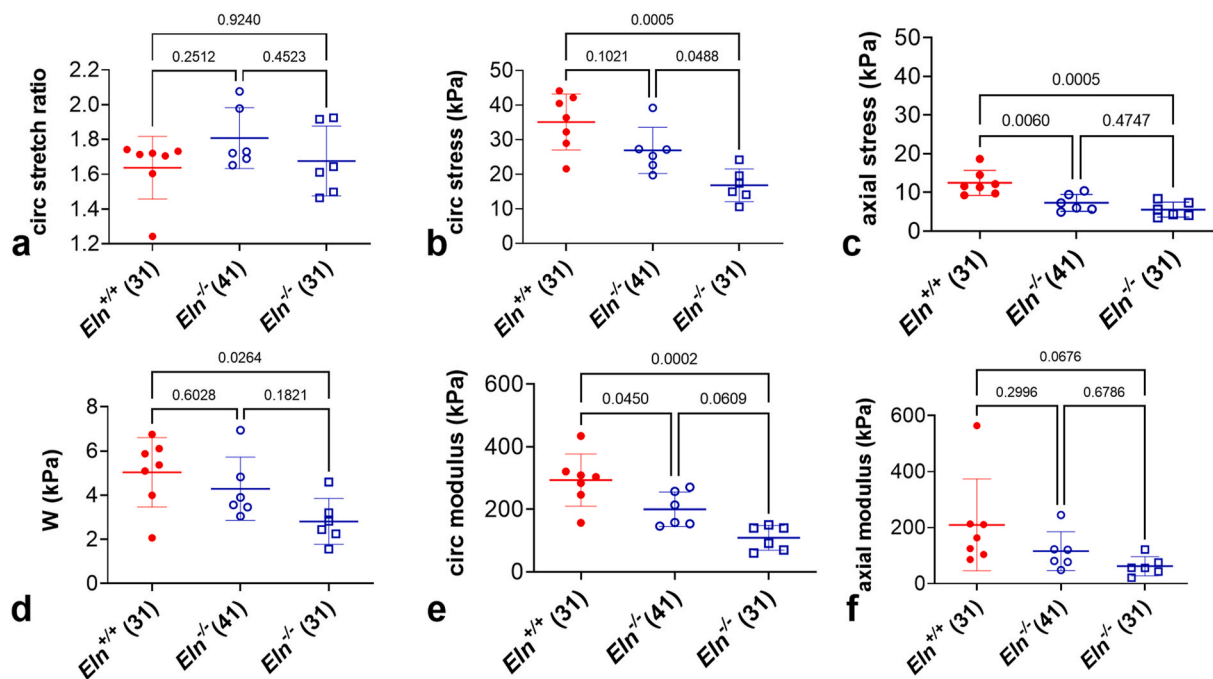 0.9240
0.2512 0.4523
circ stretch ratio
2.2
2.0
1.8
1.6
1.4
1.2
a
Eln+/+ (31)
Eln-/-(41)
Eln-/- (31)
0.0005
0.1021 0.0488
circ stress (kPa)
50
40
30
20
10
0
b
Eln+/+ (31)
Eln-/-(41)
Eln-/- (31)
0.0005
0.0060 0.4747
axial stress (kPa)
50
40
30
20
10
0
c
Eln+/+ (31)
Eln-/-(41)
Eln-/- (31)
0.0264
0.6028 0.1821
W (kPa)
8
6
4
2
0
d
Eln+/+ (31)
Eln-/-(41)
Eln-/- (31)
0.0002
0.0450 0.0609
circ modulus (kPa)
600
400
200
0
e
Eln+/+ (31)
Eln-/-(41)
Eln-/- (31)
0.0676
0.2996 0.6786
axial modulus (kPa)
600
400
200
0
f
Eln+/+ (31)
Eln-/-(41)
Eln-/- (31)